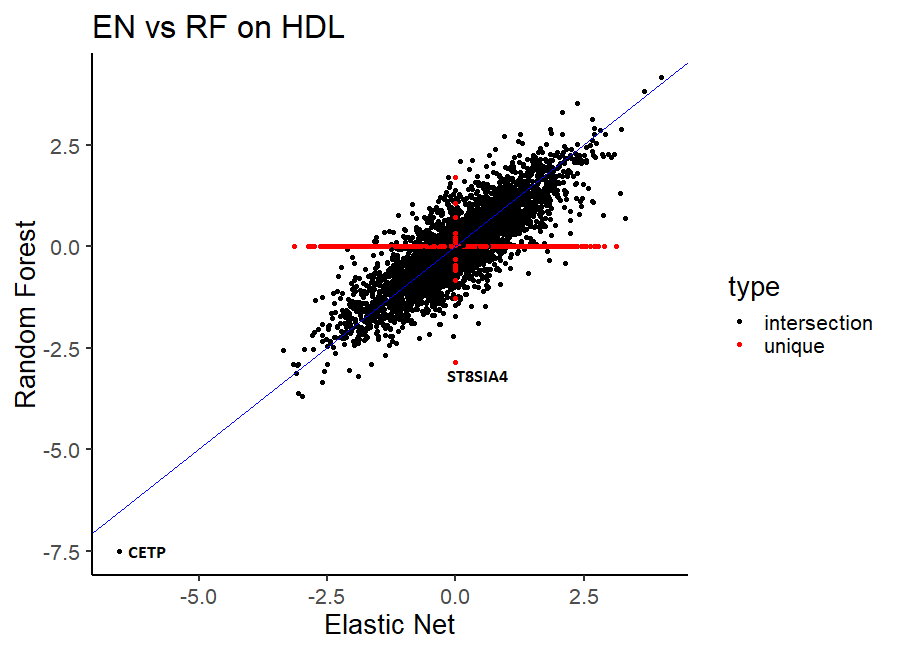 EN vs RF on HDL
2.5
0.0
-2.5
-5.0
-7.5
Random Forest
ST8SIA4
CETP
-5.0
-2.5
0.0
2.5
Elastic Net
type
intersection
unique